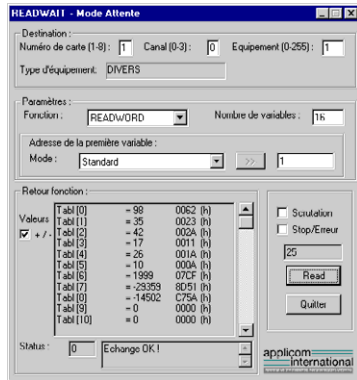 READWAIT - Mode Attente
Destination :
Numéro de carte (1-8) : 1 Canal (0-3) : 0 Equipement (0-255) : 1
Type d'équipement. DIVERS
Paramètres :
Fonction : READWORD Nombre de variables : 16
Adresse de la première variable :
Mode : Standard >> 1
Retour fonction :
Valeurs
+ / -
Tabl [0] = 98 0062 (h)
Tabl [1] = 35 0023 (h)
Tabl [2] = 42 002A (h)
Tabl [3] = 17 0011 (h)
Tabl [4] = 26 001A (h)
Tabl [5] = 10 000A (h)
Tabl [6] = 1999 07CF (h)
Tabl [7] = -29359 8D51 (h)
Tabl [8] = -14502 C75A (h)
Tabl [9] = 0 0000 (h)
Tabl [10] = 0 0000 (h)
Scrutation
Stop/Erreur
25
Read
Quitter
Status : 0 Echange OK !
applicom
international